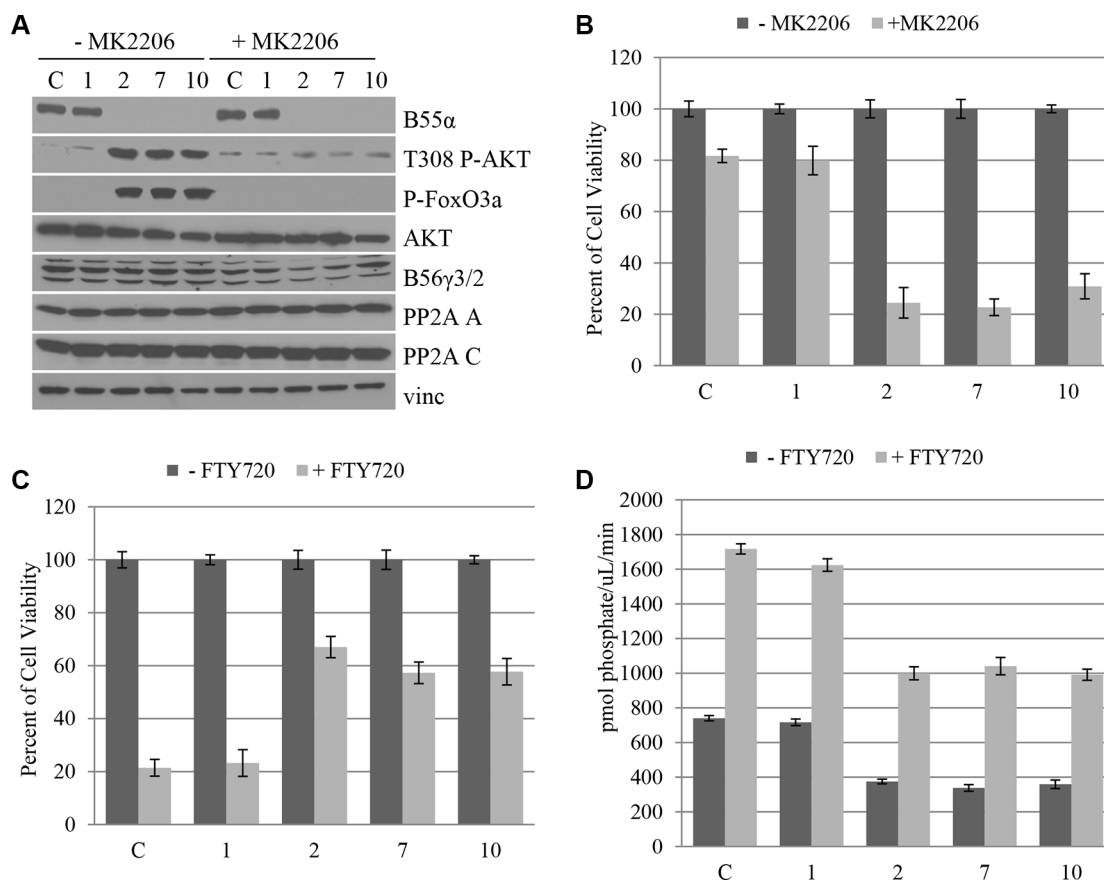 A
- MK2206 + MK2206
C 1 2 7 10 C 1 2 7 10
B55α
T308 P-AKT
P-FoxO3a
AKT
B56γ3/2
PP2A A
PP2A C
vinc
B
- MK2206 +MK2206
Percent of Cell Viability
120
100
80
60
40
20
0
C 1 2 7 10
C
- FTY720 + FTY720
Percent of Cell Viability
120
100
80
60
40
20
0
C 1 2 7 10
D
- FTY720 + FTY720
pmol phosphate/uL/min
2000
1800
1600
1400
1200
1000
800
600
400
200
0
C 1 2 7 10